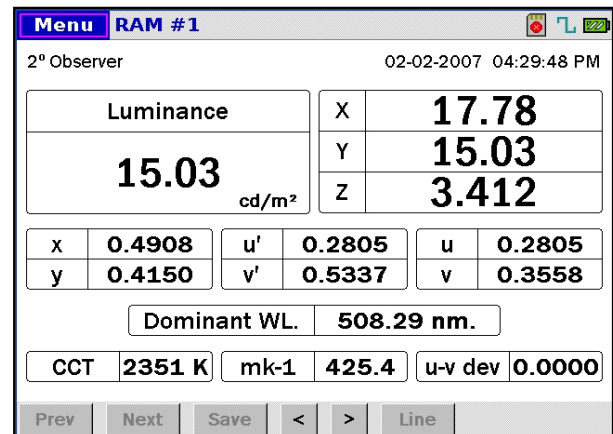 Menu RAM #1
2º Observer 02-02-2007 04:29:48 PM
Luminance
15.03
cd/m²
X 17.78
Y 15.03
Z 3.412
x 0.4908 u' 0.2805 u 0.2805
y 0.4150 v' 0.5337 v 0.3558
Dominant WL. 508.29 nm.
CCT 2351 K mk-1 425.4 u-v dev 0.0000
Prev Next Save < > Line